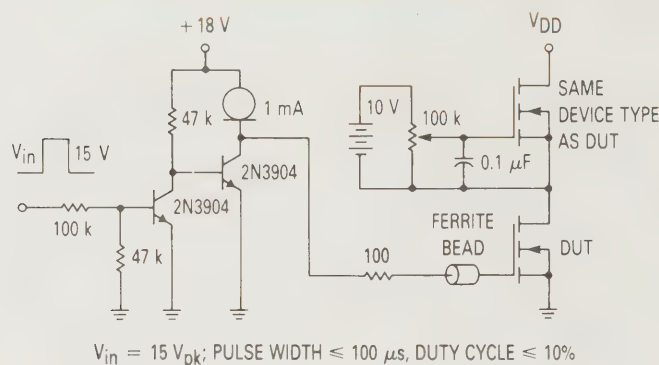 + 18 V
V_DD
47 k
1 mA
SAME
DEVICE TYPE
AS DUT
10 V
100 k
0.1 μF
V_in
15 V
2N3904
2N3904
100 k
47 k
100
FERRITE
BEAD
DUT
V_in = 15 V_pk; PULSE WIDTH ≤ 100 μs, DUTY CYCLE ≤ 10%